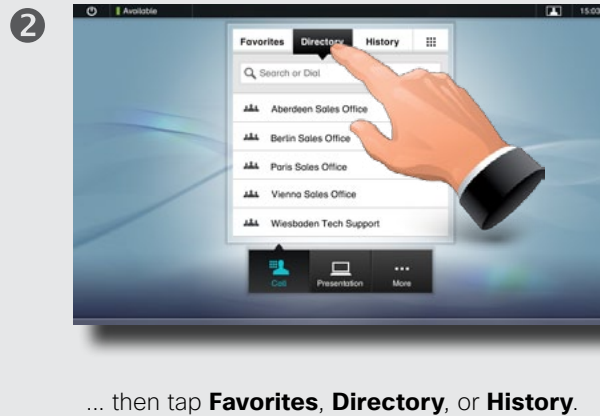 2
Available
15:03
Favorites Directory History
Search or Dial
Aberdeen Sales Office
Berlin Sales Office
Paris Sales Office
Vienna Sales Office
Wiesbaden Tech Support
Call Presentation More
... then tap Favorites, Directory, or History.